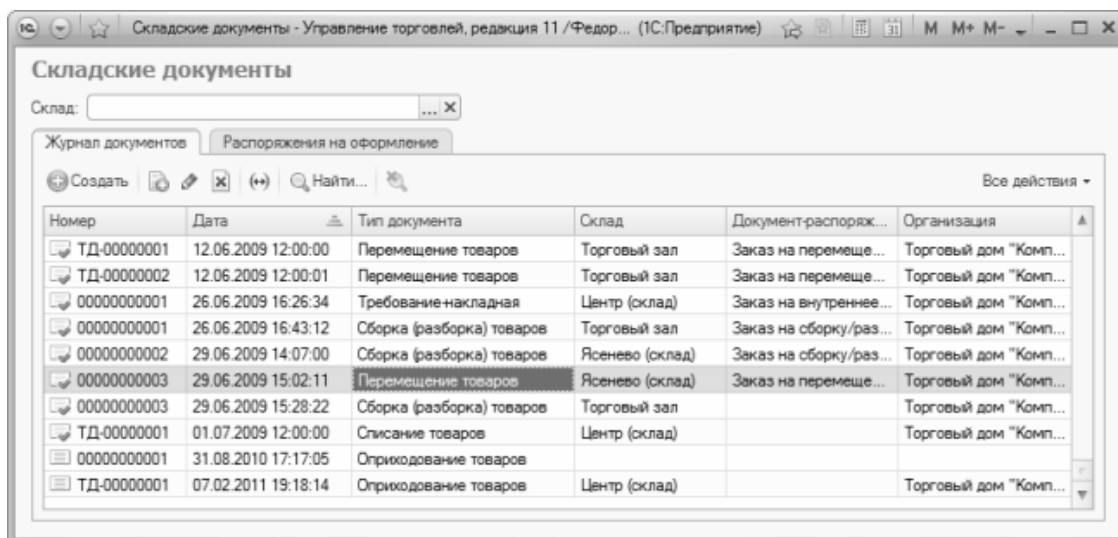 1С Складские документы - Управление торговлей, редакция 11 /Федор... (1С:Предприятие) 31 M M+ M-
Складские документы
Склад: ...
Журнал документов Распоряжения на оформление
Создать Найти... Все действия
Номер Дата Тип документа Склад Документ-распоряж... Организация
ТД-00000001 12.06.2009 12:00:00 Перемещение товаров Торговый зал Заказ на перемеще... Торговый дом "Комп...
ТД-00000002 12.06.2009 12:00:01 Перемещение товаров Торговый зал Заказ на перемеще... Торговый дом "Комп...
00000000001 26.06.2009 16:26:34 Требование-накладная Центр (склад) Заказ на внутреннее... Торговый дом "Комп...
00000000001 26.06.2009 16:43:12 Сборка (разборка) товаров Торговый зал Заказ на сборку/раз... Торговый дом "Комп...
00000000002 29.06.2009 14:07:00 Сборка (разборка) товаров Ясенево (склад) Заказ на сборку/раз... Торговый дом "Комп...
00000000003 29.06.2009 15:02:11 Перемещение товаров Ясенево (склад) Заказ на перемеще... Торговый дом "Комп...
00000000003 29.06.2009 15:28:22 Сборка (разборка) товаров Торговый зал Торговый дом "Комп...
ТД-00000001 01.07.2009 12:00:00 Списание товаров Центр (склад) Торговый дом "Комп...
00000000001 31.08.2010 17:17:05 Оприходование товаров
ТД-00000001 07.02.2011 19:18:14 Оприходование товаров Центр (склад) Торговый дом "Комп...